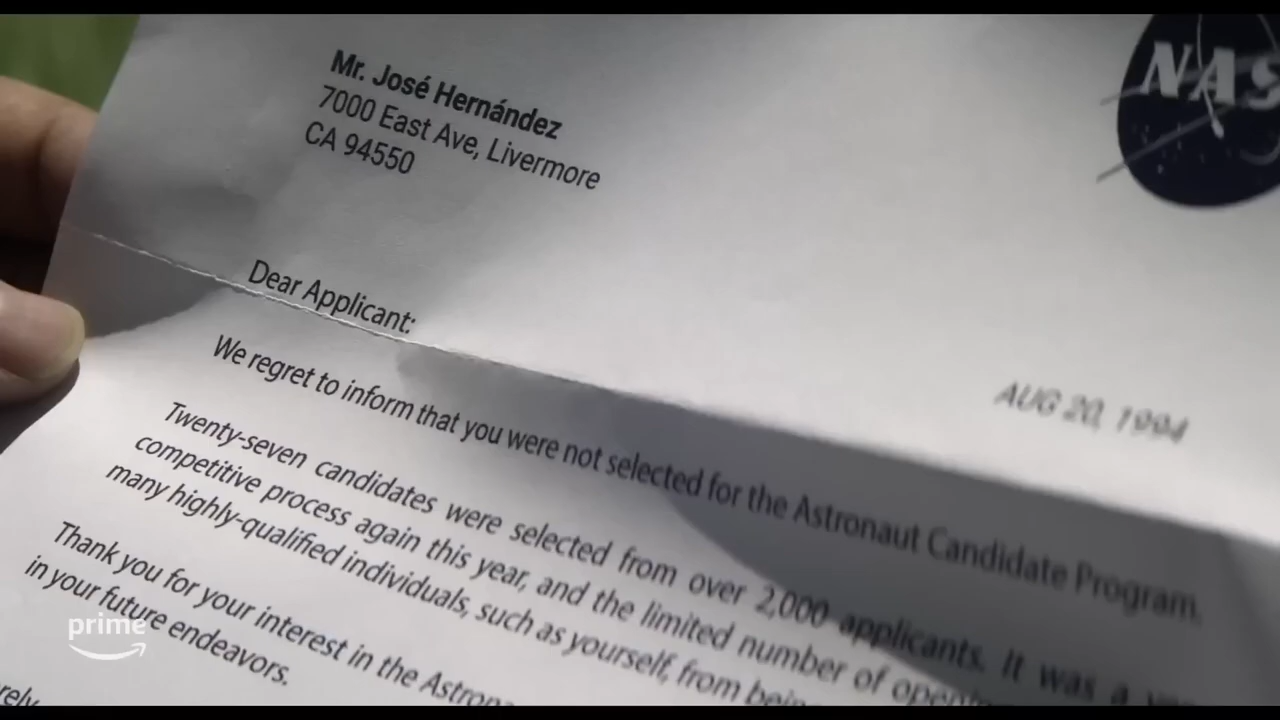 Mr. José Hernández
7000 East Ave, Livermore
CA 94550
NAS
Dear Applicant:
AUG 20, 1994
We regret to inform that you were not selected for the Astronaut Candidate Program.
Twenty-seven candidates were selected from over 2,000 applicants. It was a
competitive process again this year, and the limited number of
many highly-qualified individuals, such as yourself, from
Thank you for your interest in the
in your future endeavors.
prime